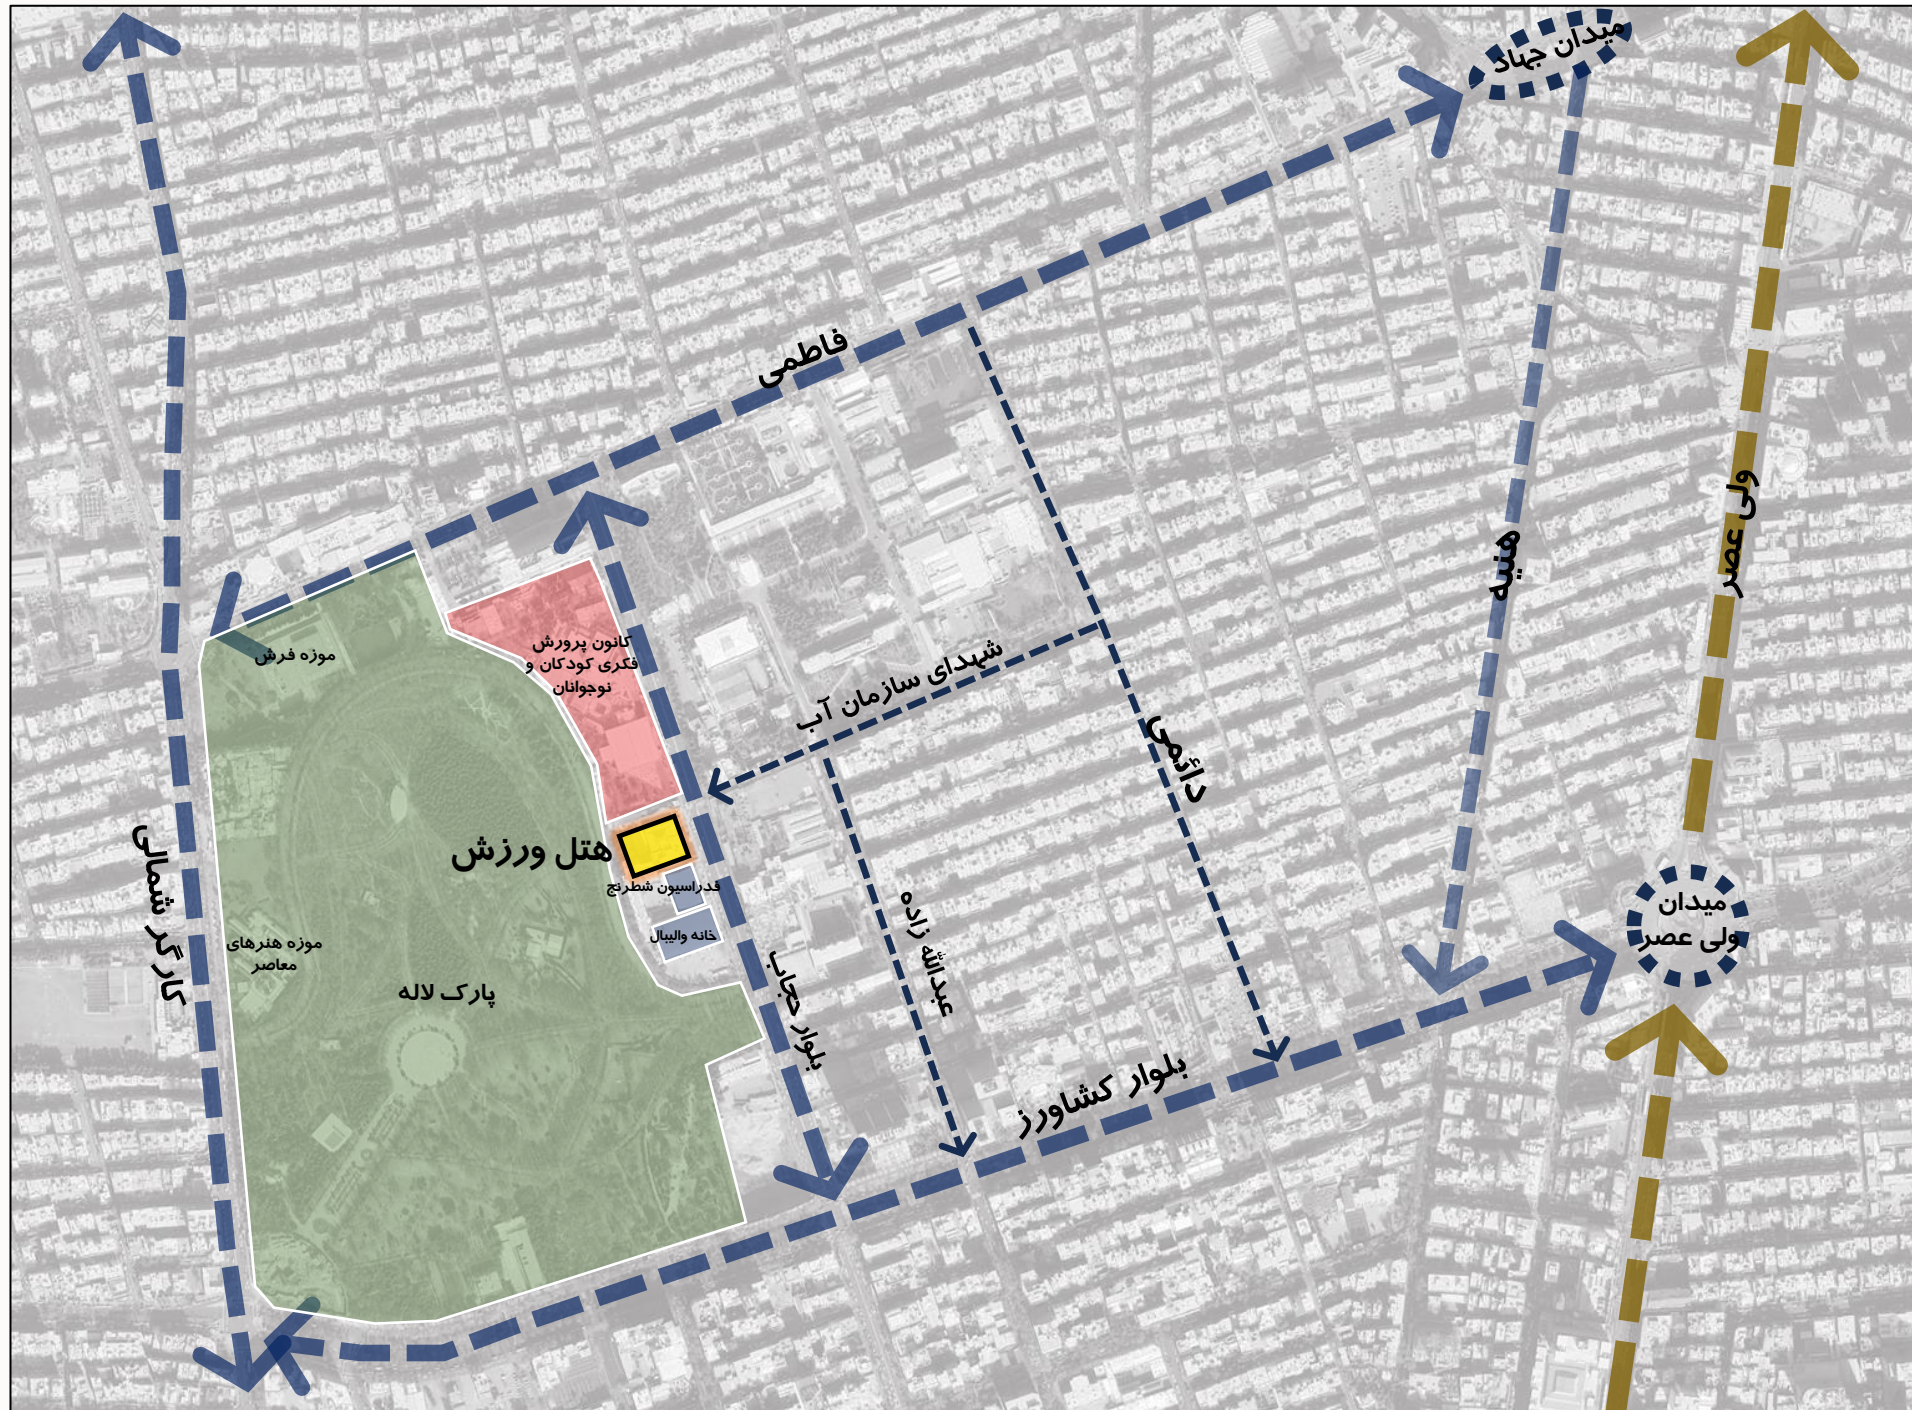 میدان جهاد
فاطمی
ولی عصر
هنیه
کانون پرورش
فکری کودکان و
نوجوانان
موزه فرش
شهدای سازمان آب
دائمی
هتل ورزش
فدراسیون شطرنج
خانه والیبال
کارگر شمالی
عبدالله زاده
میدان
ولی عصر
موزه هنرهای
معاصر
پارک لاله
بلوار حجاب
بلوار کشاورز